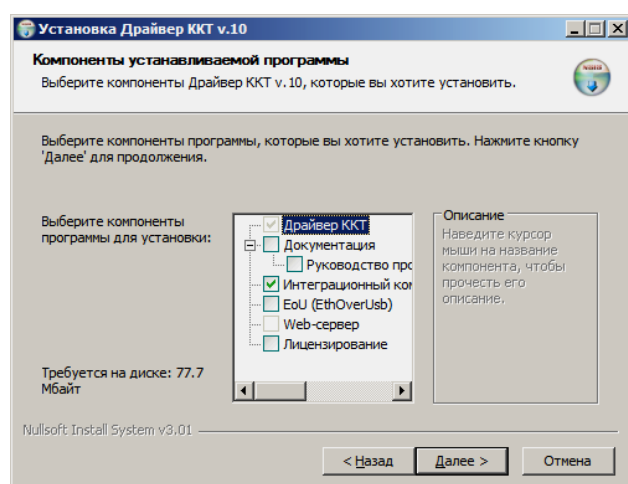 Установка Драйвер ККТ v.10
Компоненты устанавливаемой программы
Выберите компоненты Драйвер ККТ v.10, которые вы хотите установить.
Выберите компоненты программы, которые вы хотите установить. Нажмите кнопку
'Далее' для продолжения.
Выберите компоненты
программы для установки:
Драйвер ККТ
Документация
Руководство прс
Интеграционный ког
EoU (EthOverUsb)
Web-сервер
Лицензирование
Описание
Наведите курсор
мыши на название
компонента, чтобы
прочесть его
описание.
Требуется на диске: 77.7
Мбайт
Nullsoft Install System v3.01
< Назад
Далее >
Отмена